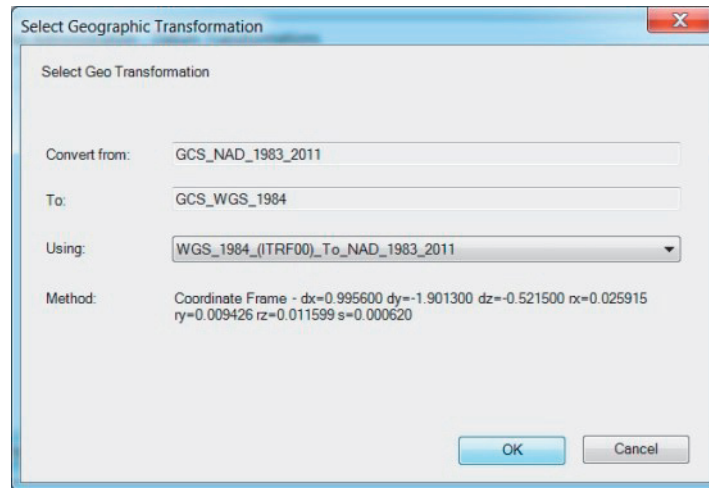 Select Geographic Transformation
Select Geo Transformation
Convert from: GCS_NAD_1983_2011
To: GCS_WGS_1984
Using: WGS_1984_(ITRF00)_To_NAD_1983_2011
Method: Coordinate Frame - dx=0.995600 dy=-1.901300 dz=-0.521500 rx=0.025915
ry=0.009426 rz=0.011599 s=0.000620
OK Cancel